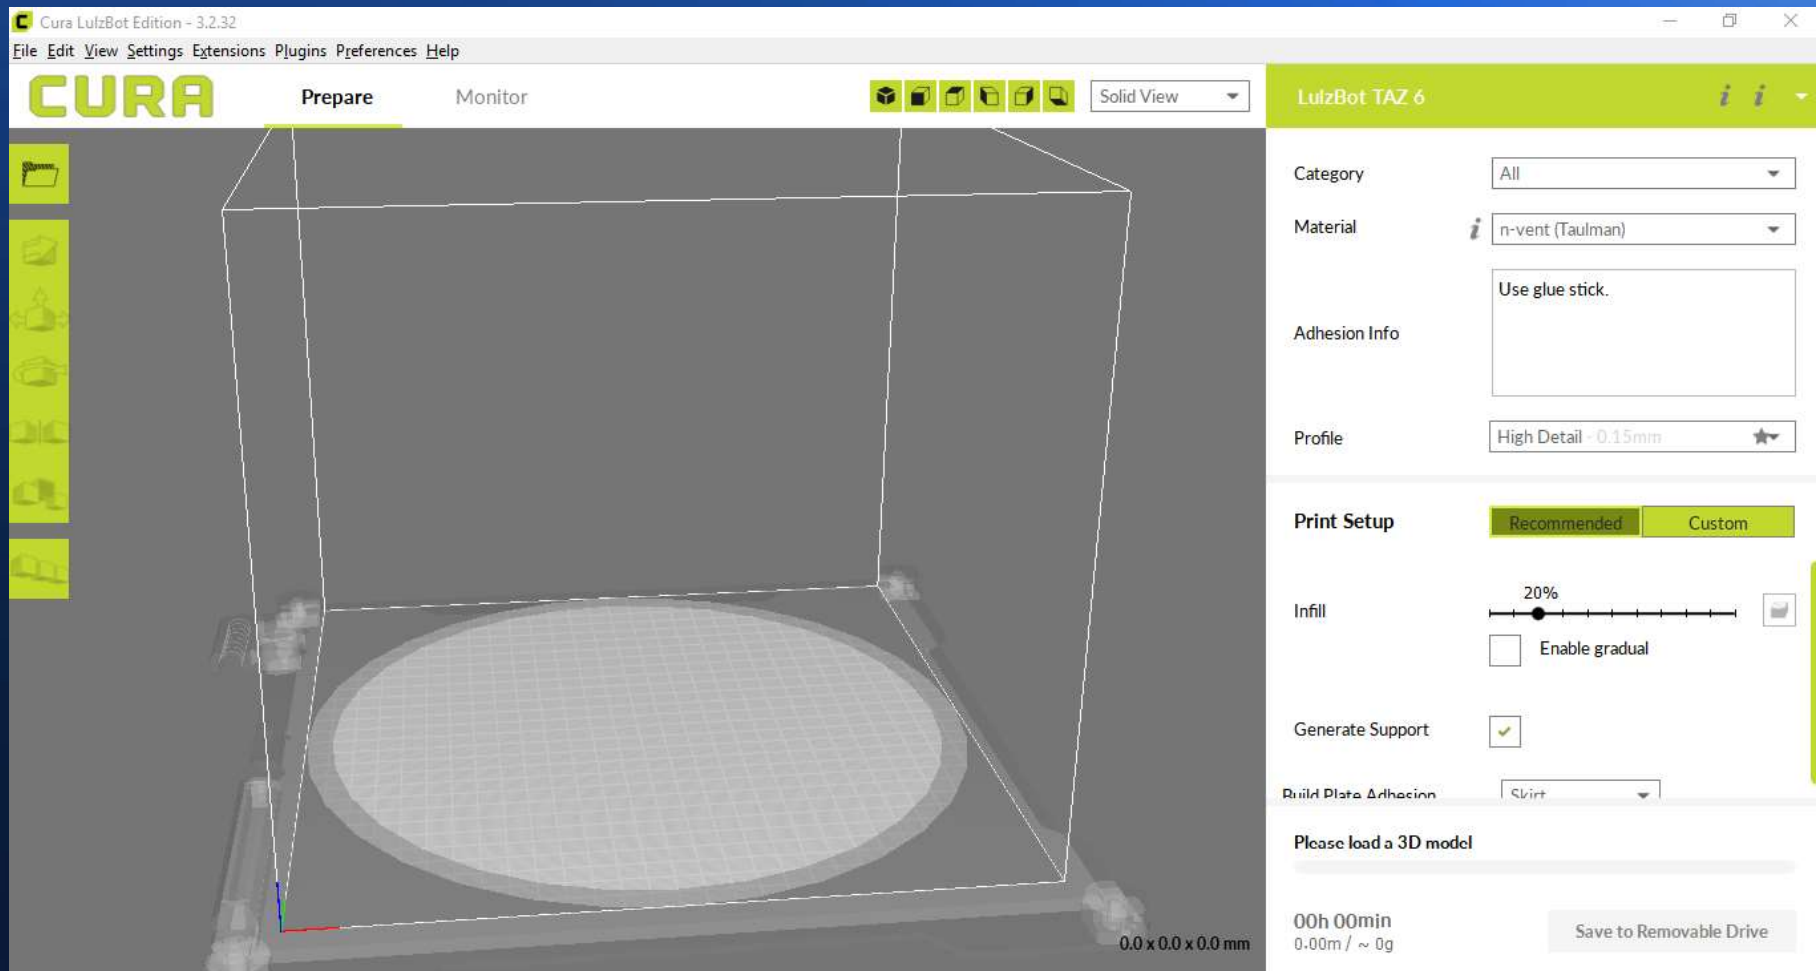 Cura LulzBot Edition - 3.2.32
File Edit View Settings Extensions Plugins Preferences Help
CURA
Prepare
Monitor
Solid View
LulzBot TAZ 6
i i
Category
All
Material
i
n-vent (Taulman)
Adhesion Info
Use glue stick.
Profile
High Detail - 0.15mm
Print Setup
Recommended
Custom
20%
Infill
Enable gradual
Generate Support
Build Plate Adhesion
Skirt
Please load a 3D model
00h 00min
0.00m / ~ 0g
Save to Removable Drive
0.0 x 0.0 x 0.0 mm